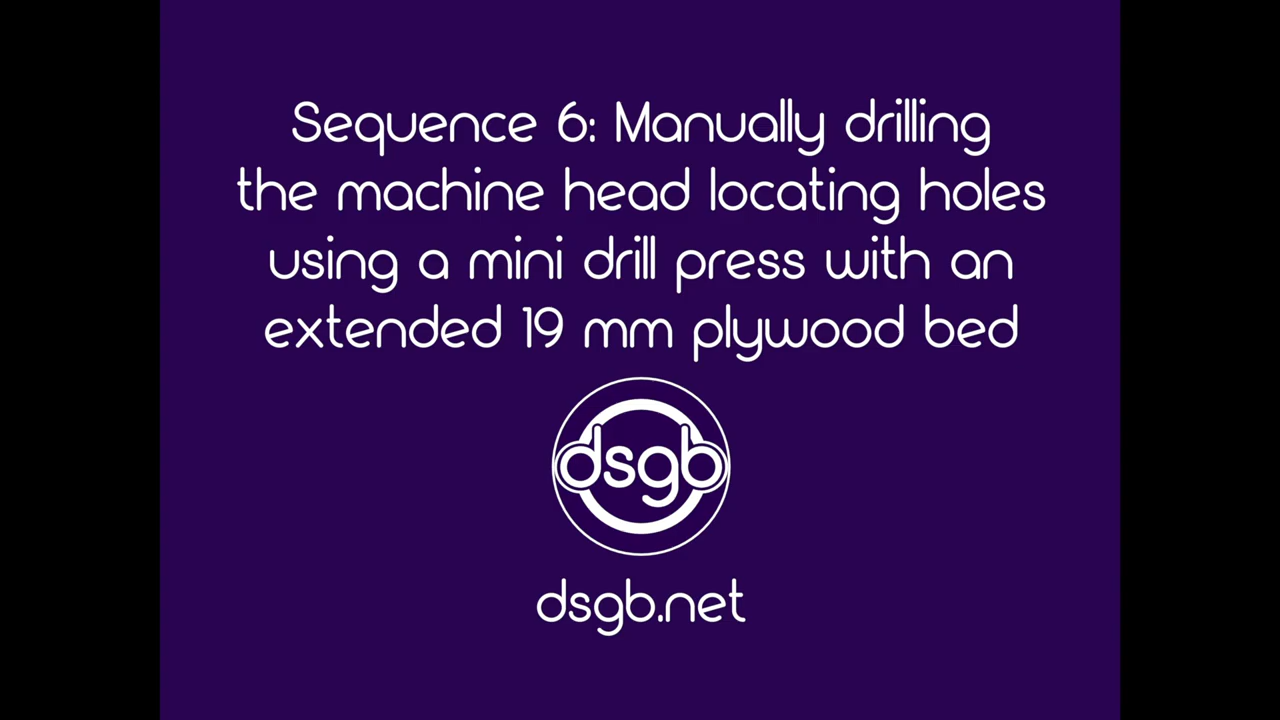 Sequence 6: Manually drilling
the machine head locating holes
using a mini drill press with an
extended 19 mm plywood bed
dsgb
dsgb.net